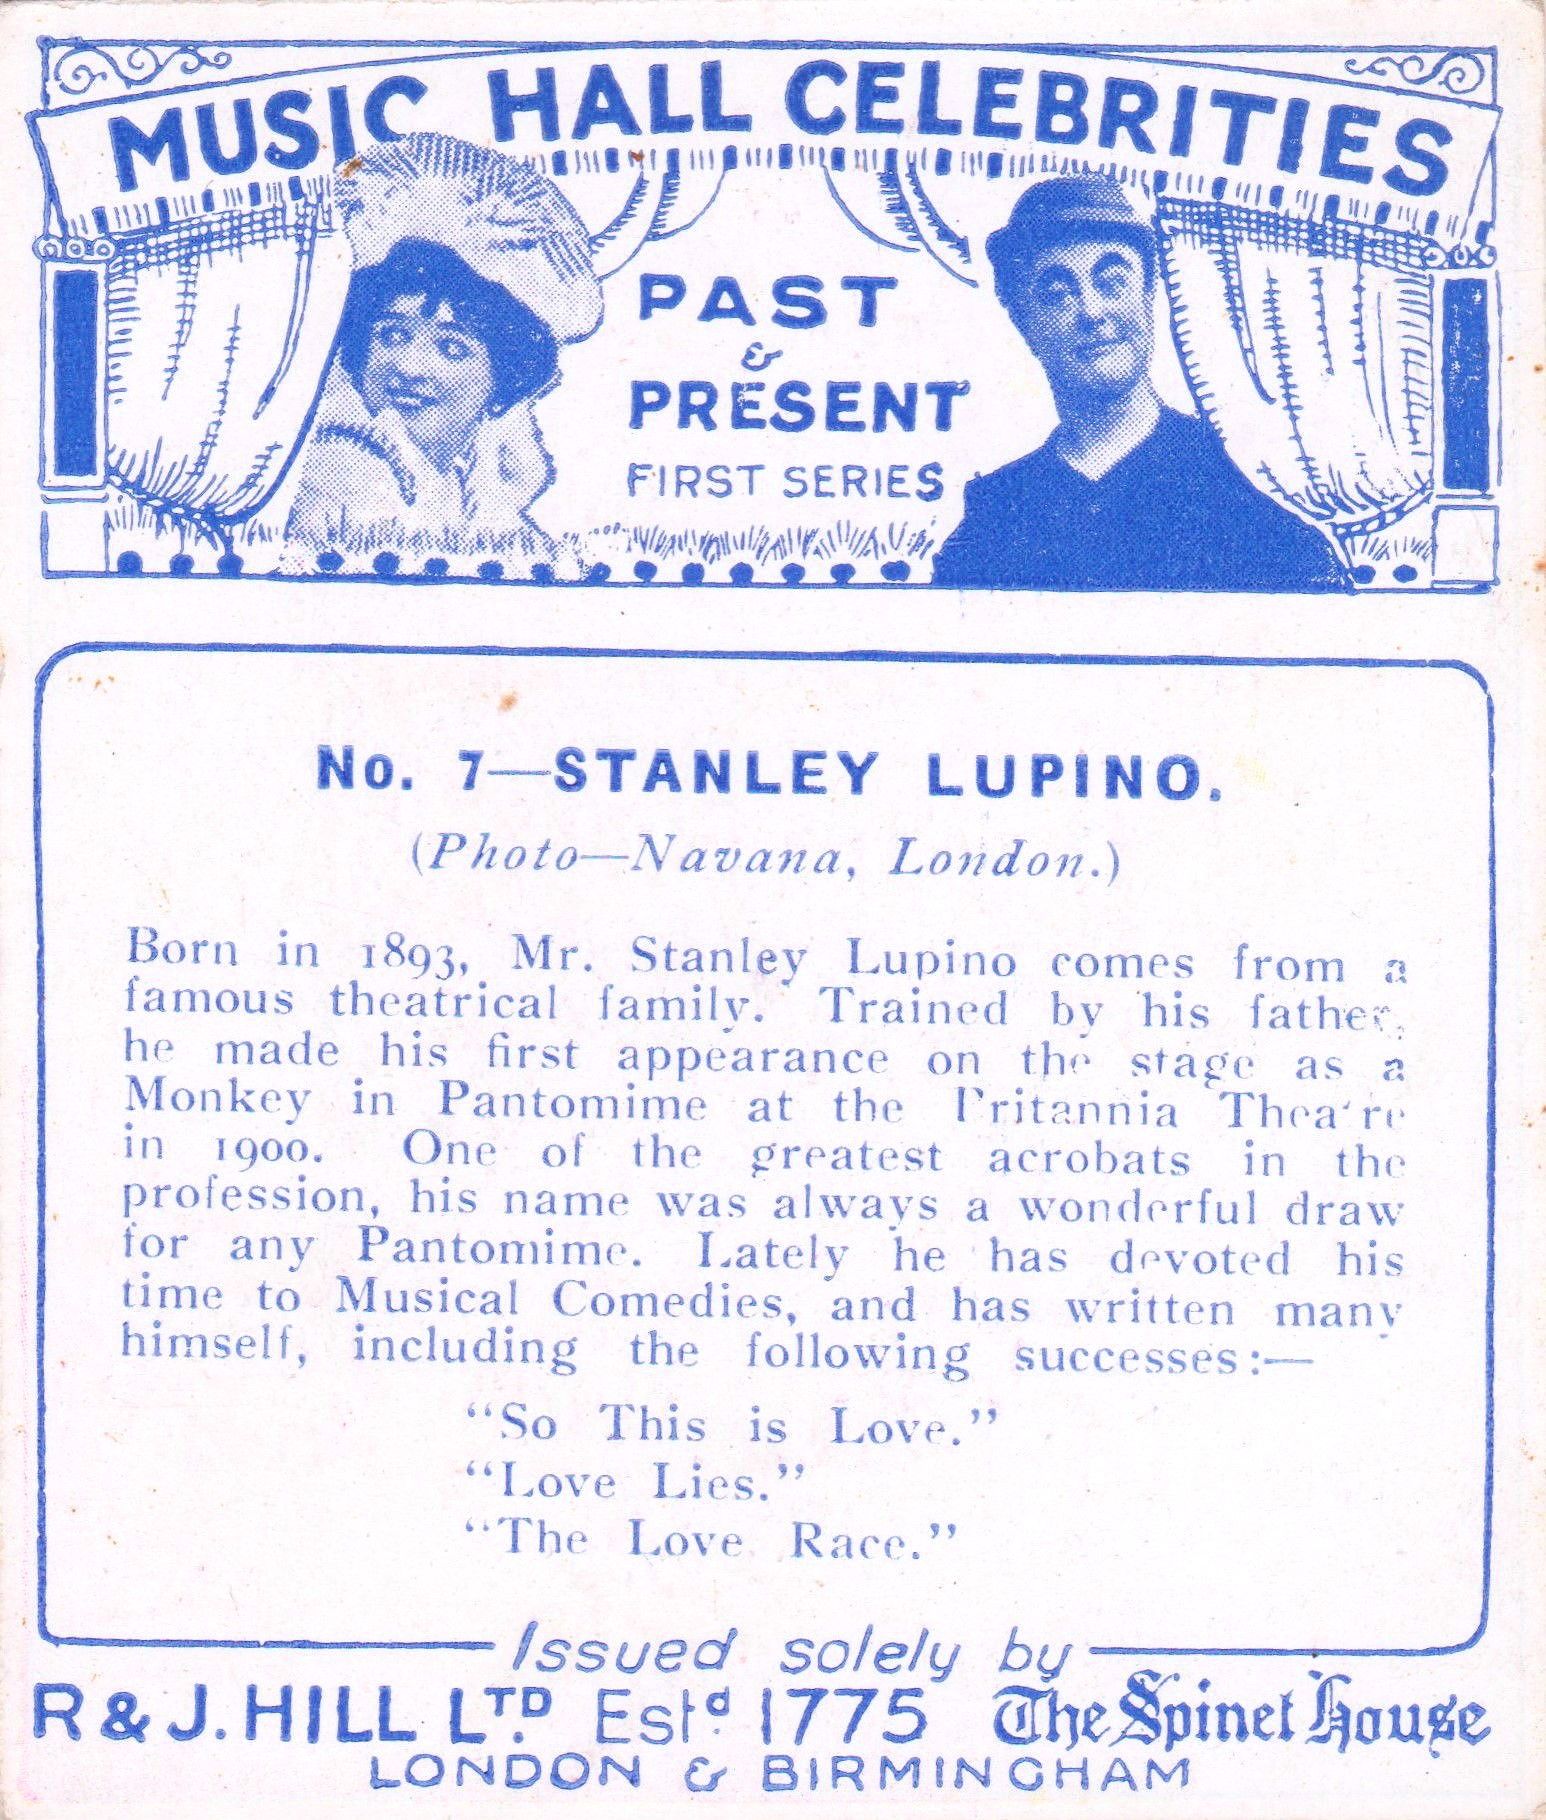 MUSIC HALL CELEBRITIES
PAST
&
PRESENT
FIRST SERIES
No. 7—STANLEY LUPINO.
(Photo—Navana, London.)
Born in 1893, Mr. Stanley Lupino comes from a
famous theatrical family. Trained by his father,
he made his first appearance on the stage as a
Monkey in Pantomime at the Britannia Theatre
in 1900. One of the greatest acrobats in the
profession, his name was always a wonderful draw
for any Pantomime. Lately he has devoted his
time to Musical Comedies, and has written many
himself, including the following successes:—
"So This is Love."
"Love Lies."
"The Love Race."
Issued solely by
R & J. HILL LTD. Estd. 1775 The Spinet House
LONDON & BIRMINGHAM